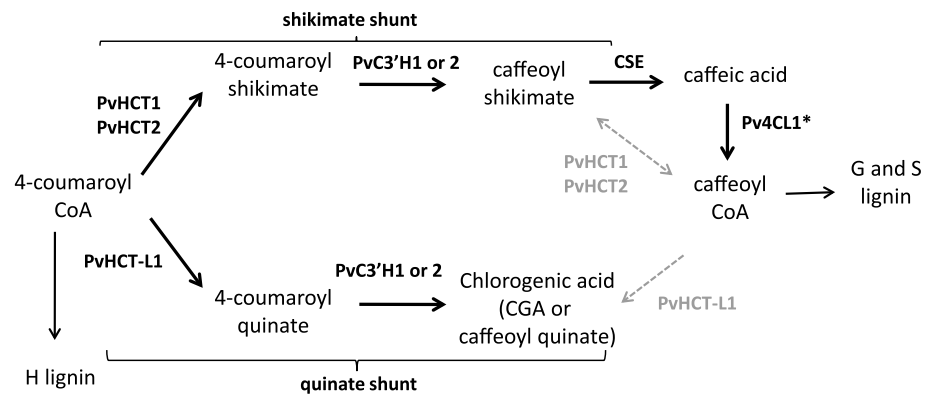 shikimate shunt
4-coumaroyl
shikimate
PvC3’H1 or 2
caffeoyl
shikimate
CSE
caffeic acid
PvHCT1
PvHCT2
Pv4CL1*
PvHCT1
PvHCT2
4-coumaroyl
CoA
caffeoyl
CoA
G and S
lignin
PvHCT-L1
4-coumaroyl
quinate
PvC3’H1 or 2
Chlorogenic acid
(CGA or
caffeoyl quinate)
PvHCT-L1
H lignin
quinate shunt